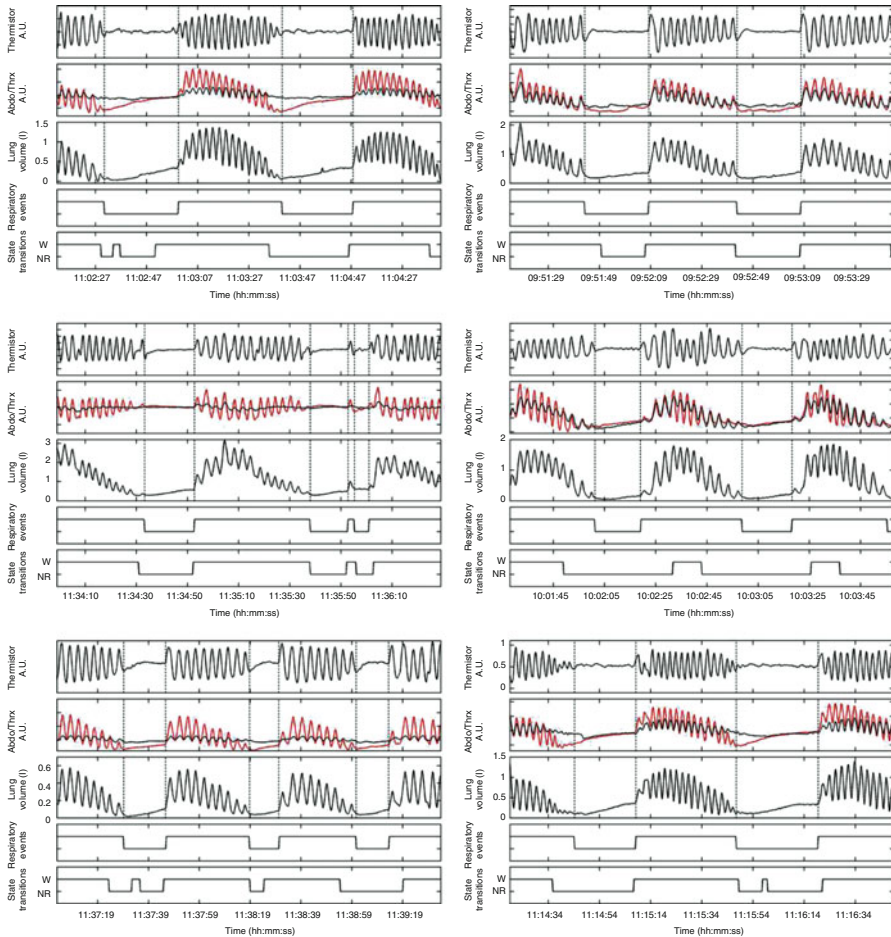 Thermistor
A.U.
Abdo/Thrx
A.U.
1.5
1
0.5
0
Lung
volume (l)
Respiratory
events
State
transitions
W
NR
11:02:27 11:02:47 11:03:07 11:03:27 11:03:47 11:04:47 11:04:27
Time (hh:mm:ss)
Thermistor
A.U.
Abdo/Thrx
A.U.
2
1
0
Lung
volume (l)
Respiratory
events
State
transitions
W
NR
09:51:29 09:51:49 09:52:09 09:52:29 09:52:49 09:53:09 09:53:29
Time (hh:mm:ss)
Thermistor
A.U.
Abdo/Thrx
A.U.
3
2
1
0
Lung
volume (l)
Respiratory
events
State
transitions
W
NR
11:34:10 11:34:30 11:34:50 11:35:10 11:35:30 11:35:50 11:36:10
Time (hh:mm:ss)
Thermistor
A.U.
Abdo/Thrx
A.U.
2
1
0
Lung
volume (l)
Respiratory
events
State
transitions
W
NR
10:01:45 10:02:05 10:02:25 10:02:45 10:03:05 10:03:25 10:03:45
Time (hh:mm:ss)
Thermistor
A.U.
Abdo/Thrx
A.U.
0.6
0.4
0.2
0
Lung
volume (l)
Respiratory
events
State
transitions
W
NR
11:37:19 11:37:39 11:37:59 11:38:19 11:38:39 11:38:59 11:39:19
Time (hh:mm:ss)
Thermistor
A.U.
1
0.5
0
Abdo/Thrx
A.U.
1.5
1
0.5
0
Lung
volume (l)
Respiratory
events
State
transitions
W
NR
11:14:34 11:14:54 11:15:14 11:15:34 11:15:54 11:16:14 11:16:34
Time (hh:mm:ss)